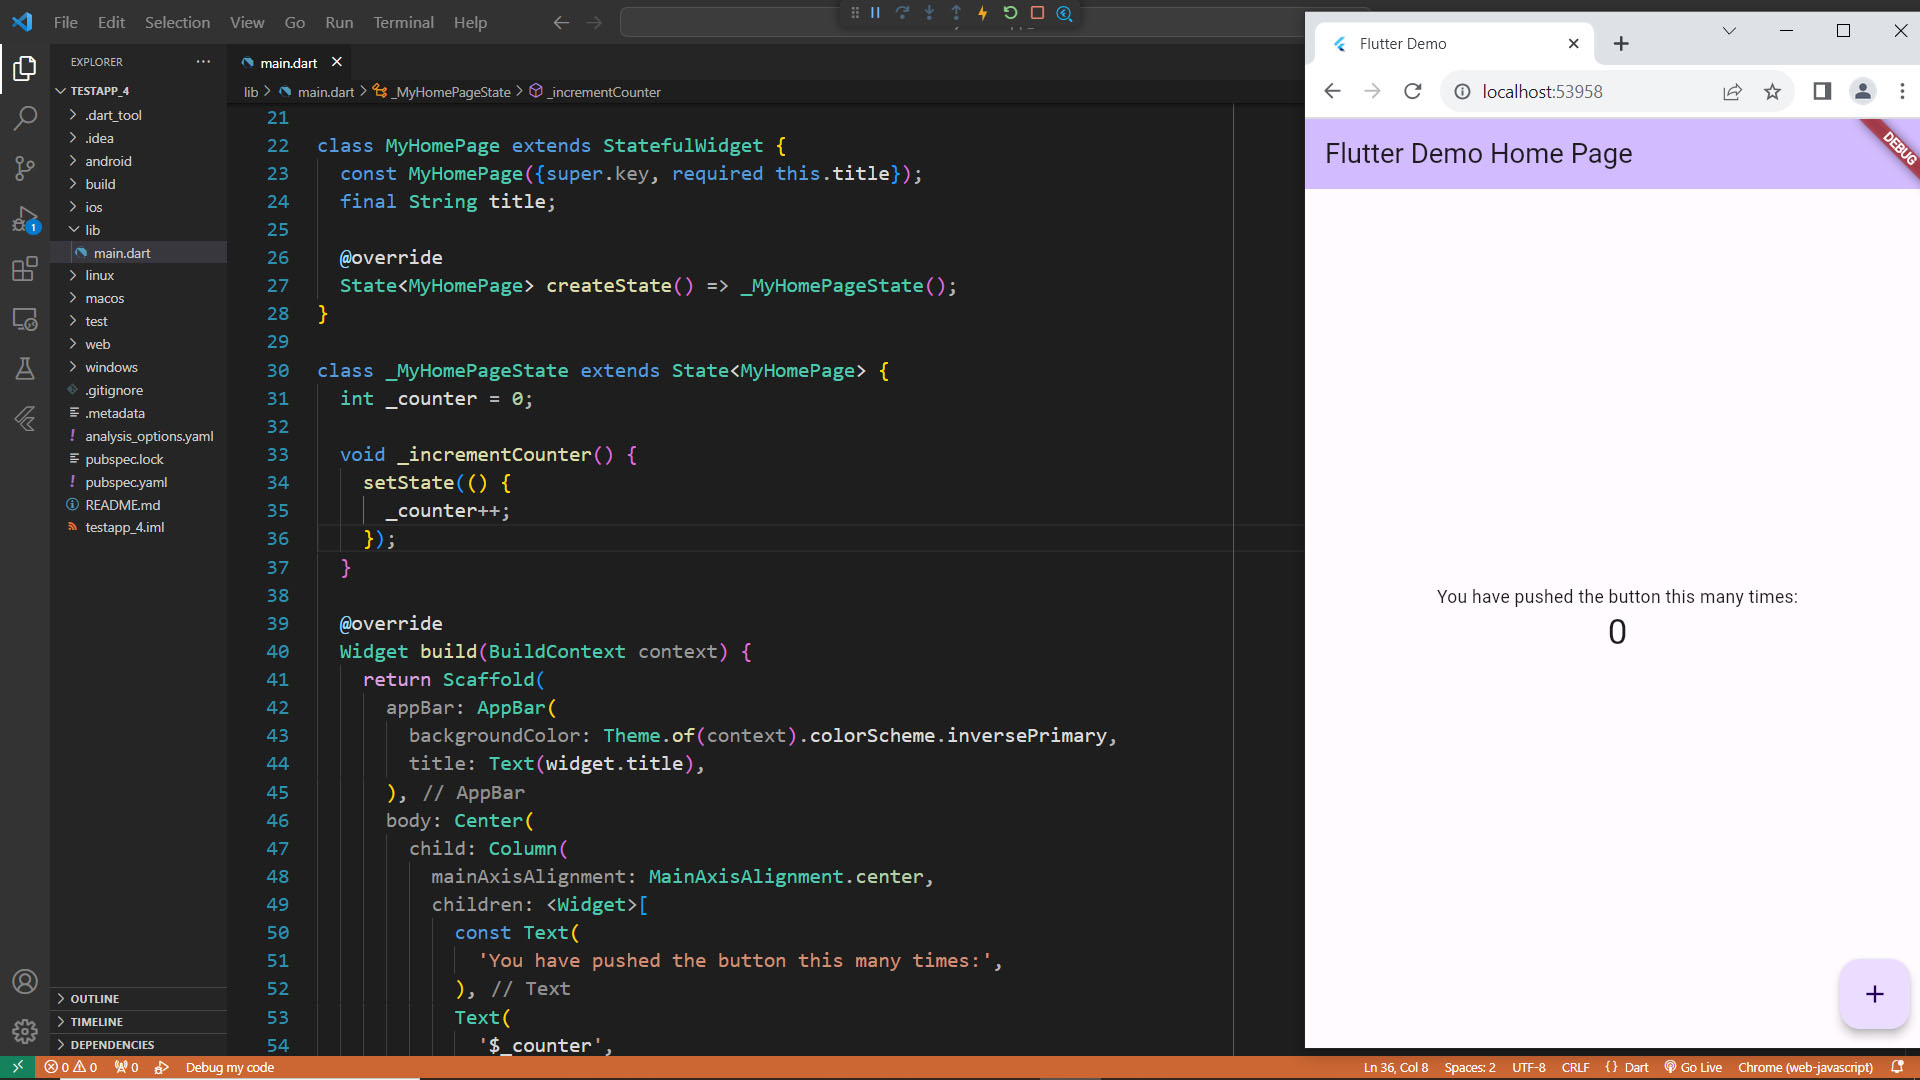 File Edit Selection View Go Run Terminal Help
EXPLORER
TESTAPP_4
.dart_tool
.idea
android
build
ios
lib
main.dart
linux
macos
test
web
windows
.gitignore
.metadata
analysis_options.yaml
pubspec.lock
pubspec.yaml
README.md
testapp_4.iml
OUTLINE
TIMELINE
DEPENDENCIES
1
main.dart
lib > main.dart > _MyHomePageState > _incrementCounter
21
22 class MyHomePage extends StatefulWidget {
23 const MyHomePage({super.key, required this.title});
24 final String title;
25
26 @override
27 State<MyHomePage> createState() => _MyHomePageState();
28 }
29
30 class _MyHomePageState extends State<MyHomePage> {
31 int _counter = 0;
32
33 void _incrementCounter() {
34 setState(() {
35 _counter++;
36 });
37 }
38
39 @override
40 Widget build(BuildContext context) {
41 return Scaffold(
42 appBar: AppBar(
43 backgroundColor: Theme.of(context).colorScheme.inversePrimary,
44 title: Text(widget.title),
45 ), // AppBar
46 body: Center(
47 child: Column(
48 mainAxisAlignment: MainAxisAlignment.center,
49 children: <Widget>[
50 const Text(
51 'You have pushed the button this many times:',
52 ), // Text
53 Text(
54 '$_counter',
Flutter Demo
localhost:53958
Flutter Demo Home Page
DEBUG
You have pushed the button this many times:
0
+
0 0 0 Debug my code Ln 36, Col 8 Spaces: 2 UTF-8 CRLF {} Dart Go Live Chrome (web-javascript)